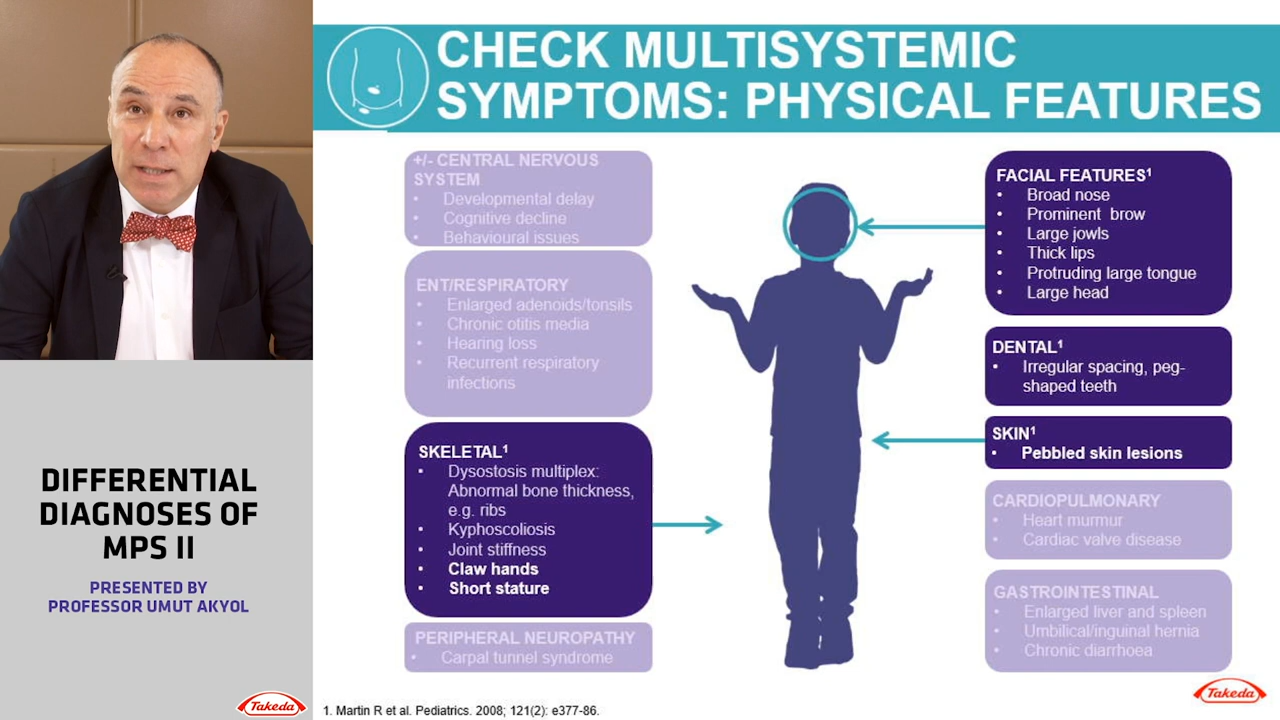 CHECK MULTISYSTEMIC
SYMPTOMS: PHYSICAL FEATURES
+/- CENTRAL NERVOUS
SYSTEM
• Developmental delay
• Cognitive decline
• Behavioural issues
ENT/RESPIRATORY
• Enlarged adenoids/tonsils
• Chronic otitis media
• Hearing loss
• Recurrent respiratory
infections
SKELETAL¹
• Dysostosis multiplex:
Abnormal bone thickness,
e.g. ribs
• Kyphoscoliosis
• Joint stiffness
• Claw hands
• Short stature
PERIPHERAL NEUROPATHY
• Carpal tunnel syndrome
FACIAL FEATURES¹
• Broad nose
• Prominent brow
• Large jowls
• Thick lips
• Protruding large tongue
• Large head
DENTAL¹
• Irregular spacing, peg-
shaped teeth
SKIN¹
• Pebbled skin lesions
CARDIOPULMONARY
• Heart murmur
• Cardiac valve disease
GASTROINTESTINAL
• Enlarged liver and spleen
• Umbilical/inguinal hernia
• Chronic diarrhoea
DIFFERENTIAL
DIAGNOSES OF
MPS II
PRESENTED BY
PROFESSOR UMUT AKYOL
Takeda
1. Martin R et al. Pediatrics. 2008; 121(2): e377-86.
Takeda